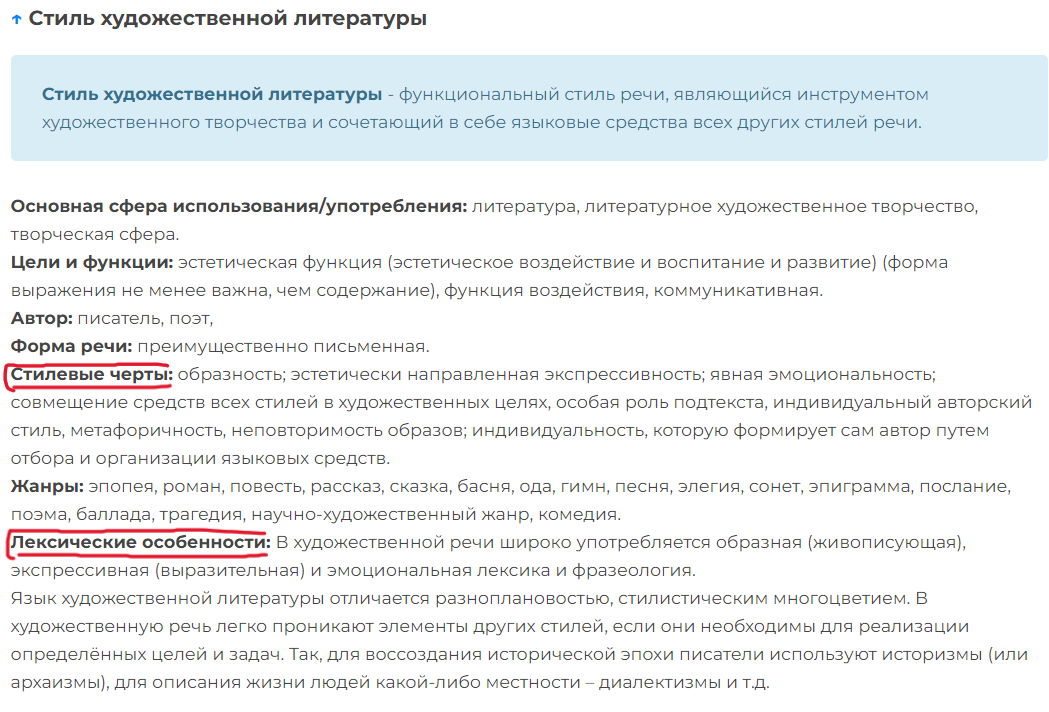 ↑ Стиль художественной литературы
Стиль художественной литературы - функциональный стиль речи, являющийся инструментом
художественного творчества и сочетающий в себе языковые средства всех других стилей речи.
Основная сфера использования/употребления: литература, литературное художественное творчество,
творческая сфера.
Цели и функции: эстетическая функция (эстетическое воздействие и воспитание и развитие) (форма
выражения не менее важна, чем содержание), функция воздействия, коммуникативная.
Автор: писатель, поэт,
Форма речи: преимущественно письменная.
Стилевые черты: образность; эстетически направленная экспрессивность; явная эмоциональность;
совмещение средств всех стилей в художественных целях, особая роль подтекста, индивидуальный авторский
стиль, метафоричность, неповторимость образов; индивидуальность, которую формирует сам автор путем
отбора и организации языковых средств.
Жанры: эпопея, роман, повесть, рассказ, сказка, басня, ода, гимн, песня, элегия, сонет, эпиграмма, послание,
поэма, баллада, трагедия, научно-художественный жанр, комедия.
Лексические особенности: В художественной речи широко употребляется образная (живописующая),
экспрессивная (выразительная) и эмоциональная лексика и фразеология.
Язык художественной литературы отличается разноплановостью, стилистическим многоцветием. В
художественную речь легко проникают элементы других стилей, если они необходимы для реализации
определённых целей и задач. Так, для воссоздания исторической эпохи писатели используют историзмы (или
архаизмы), для описания жизни людей какой-либо местности – диалектизмы и т.д.